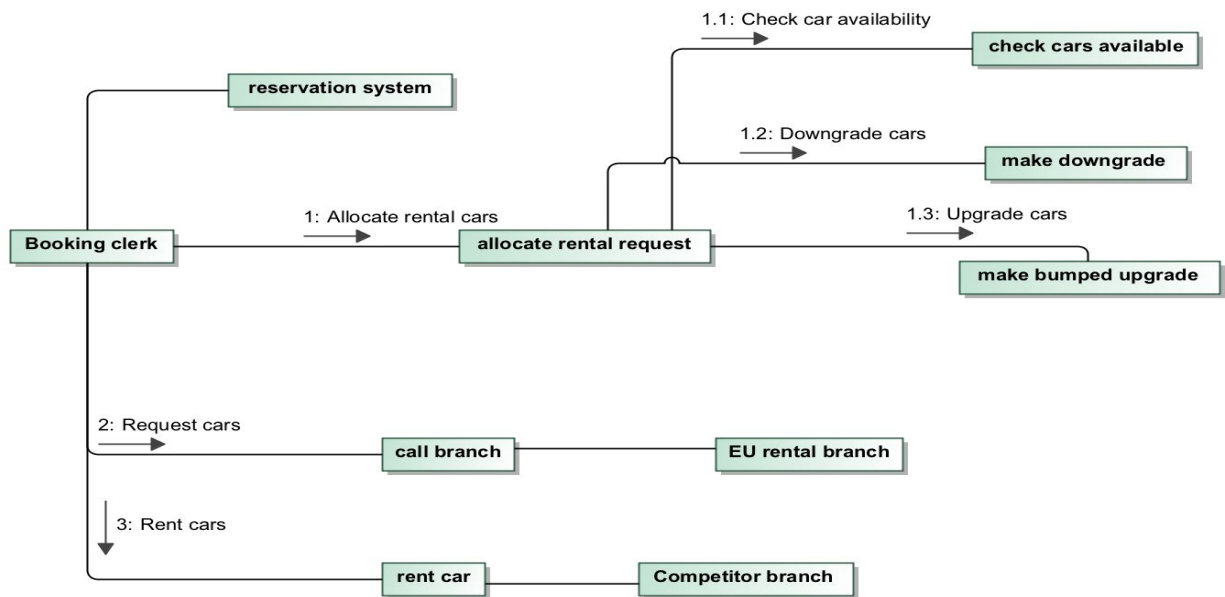 1.1: Check car availability
check cars available
reservation system
1.2: Downgrade cars
make downgrade
1: Allocate rental cars
1.3: Upgrade cars
Booking clerk
allocate rental request
make bumped upgrade
2: Request cars
call branch
EU rental branch
3: Rent cars
rent car
Competitor branch